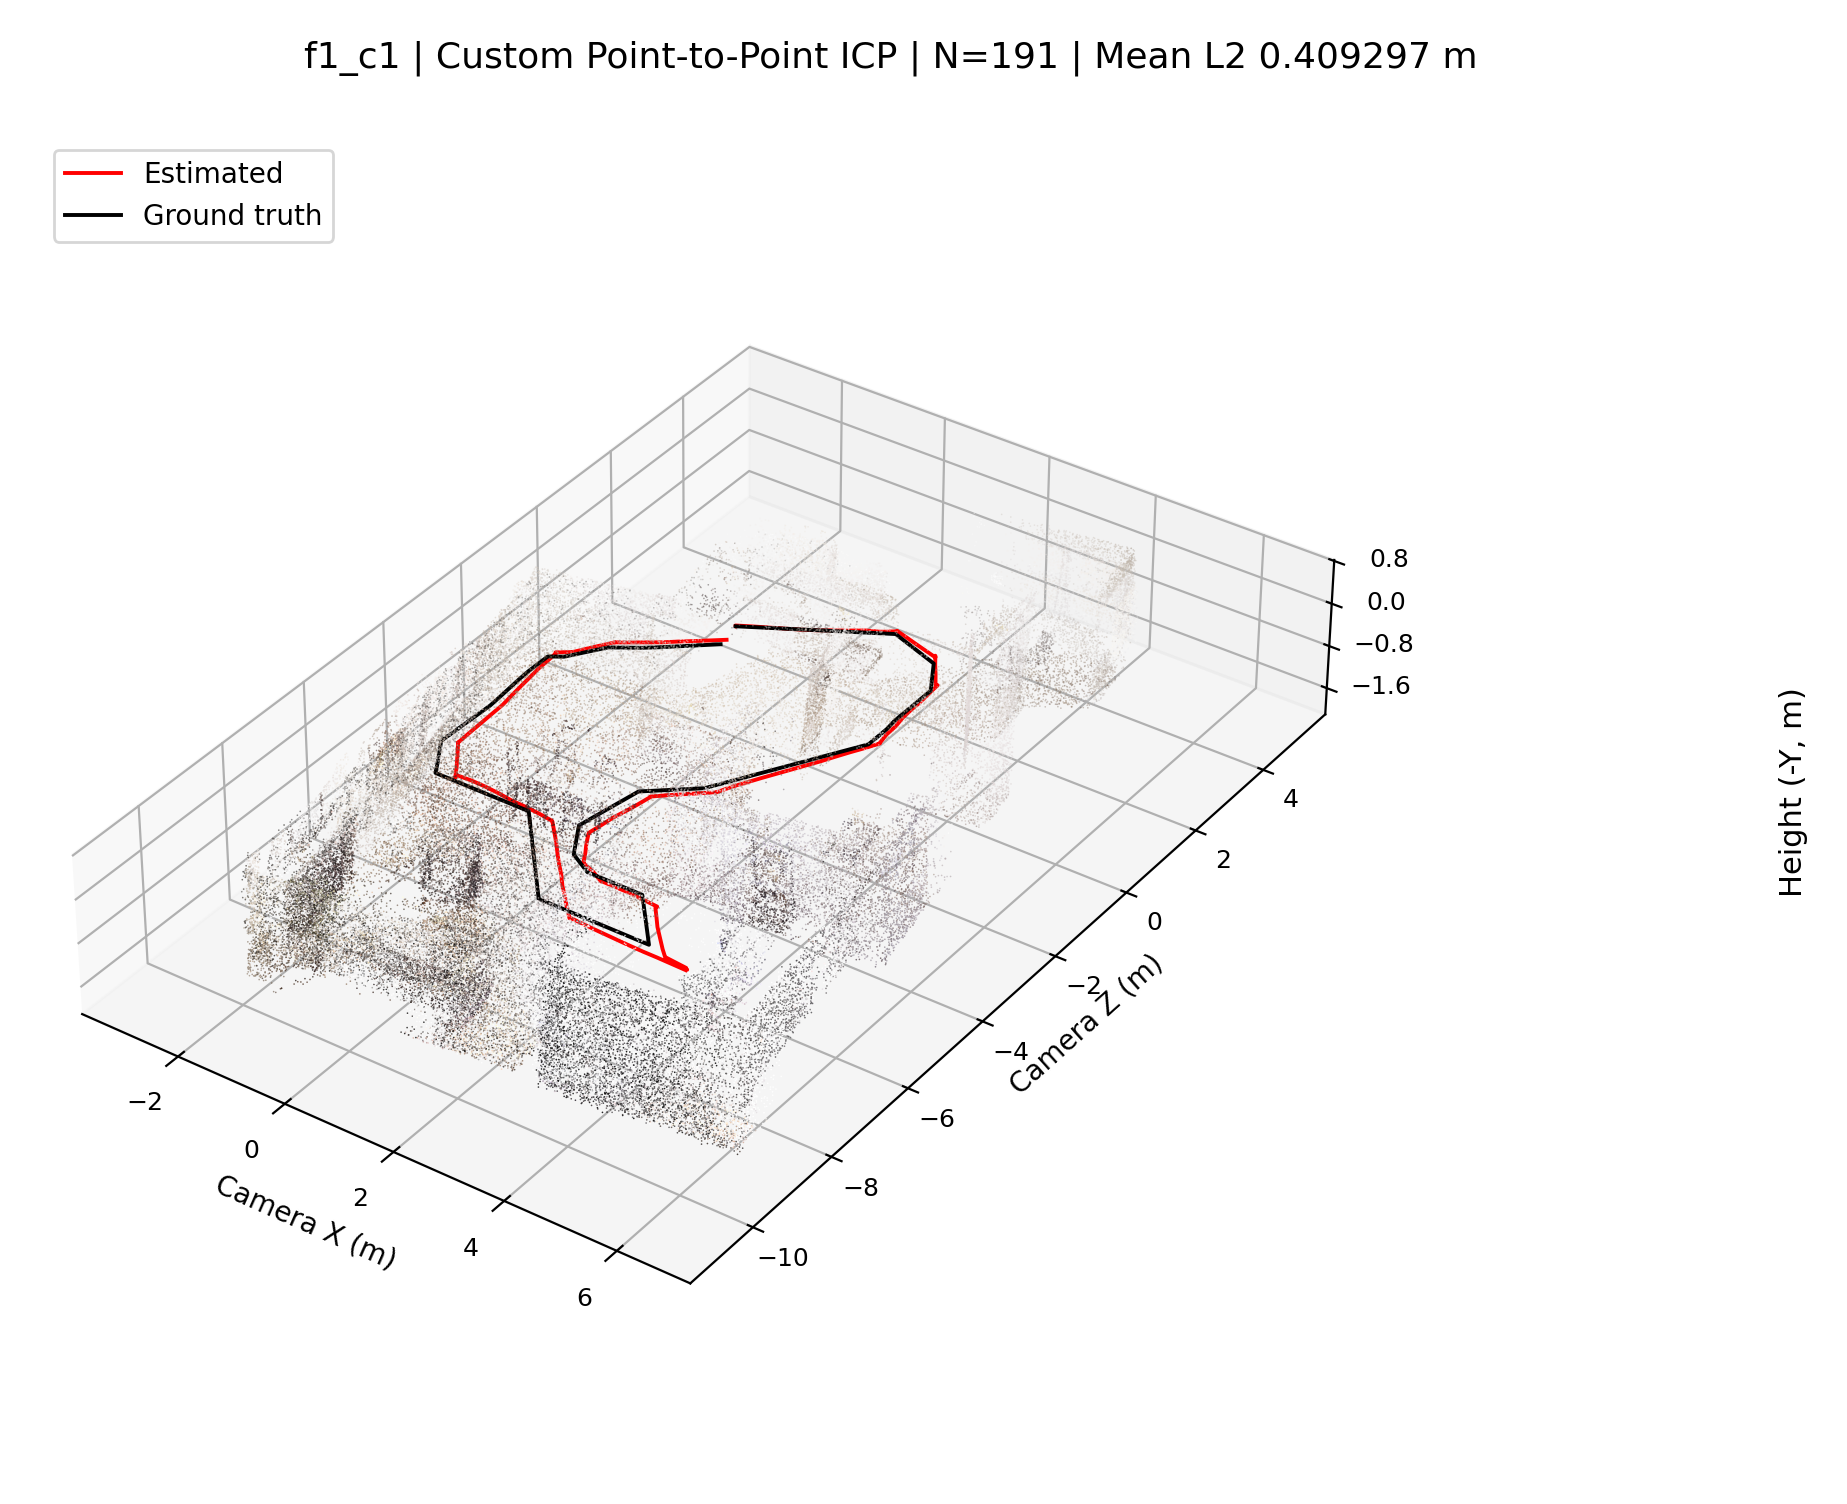 f1_c1 | Custom Point-to-Point ICP | N=191 | Mean L2 0.409297 m
Estimated
Ground truth
0.8
0.0
−0.8
−1.6
Height (-Y, m)
4
2
0
−2
−4
−6
−8
−10
Camera Z (m)
−2
0
2
4
6
Camera X (m)